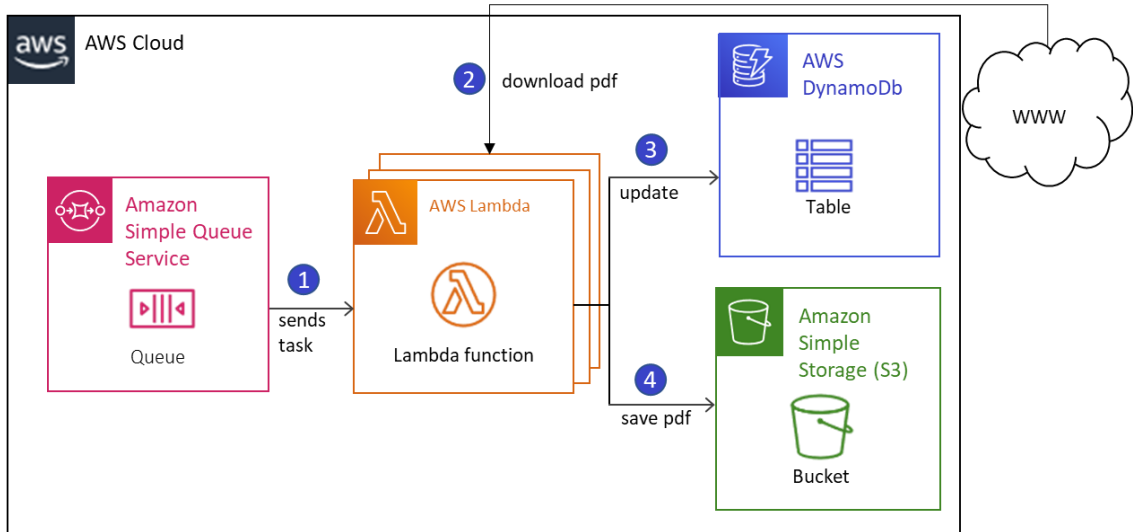 aws
AWS Cloud
2
download pdf
AWS
DynamoDb
Table
WWW
3
update
Amazon
Simple Queue
Service
Queue
1
sends
task
AWS Lambda
Lambda function
4
save pdf
Amazon
Simple
Storage (S3)
Bucket